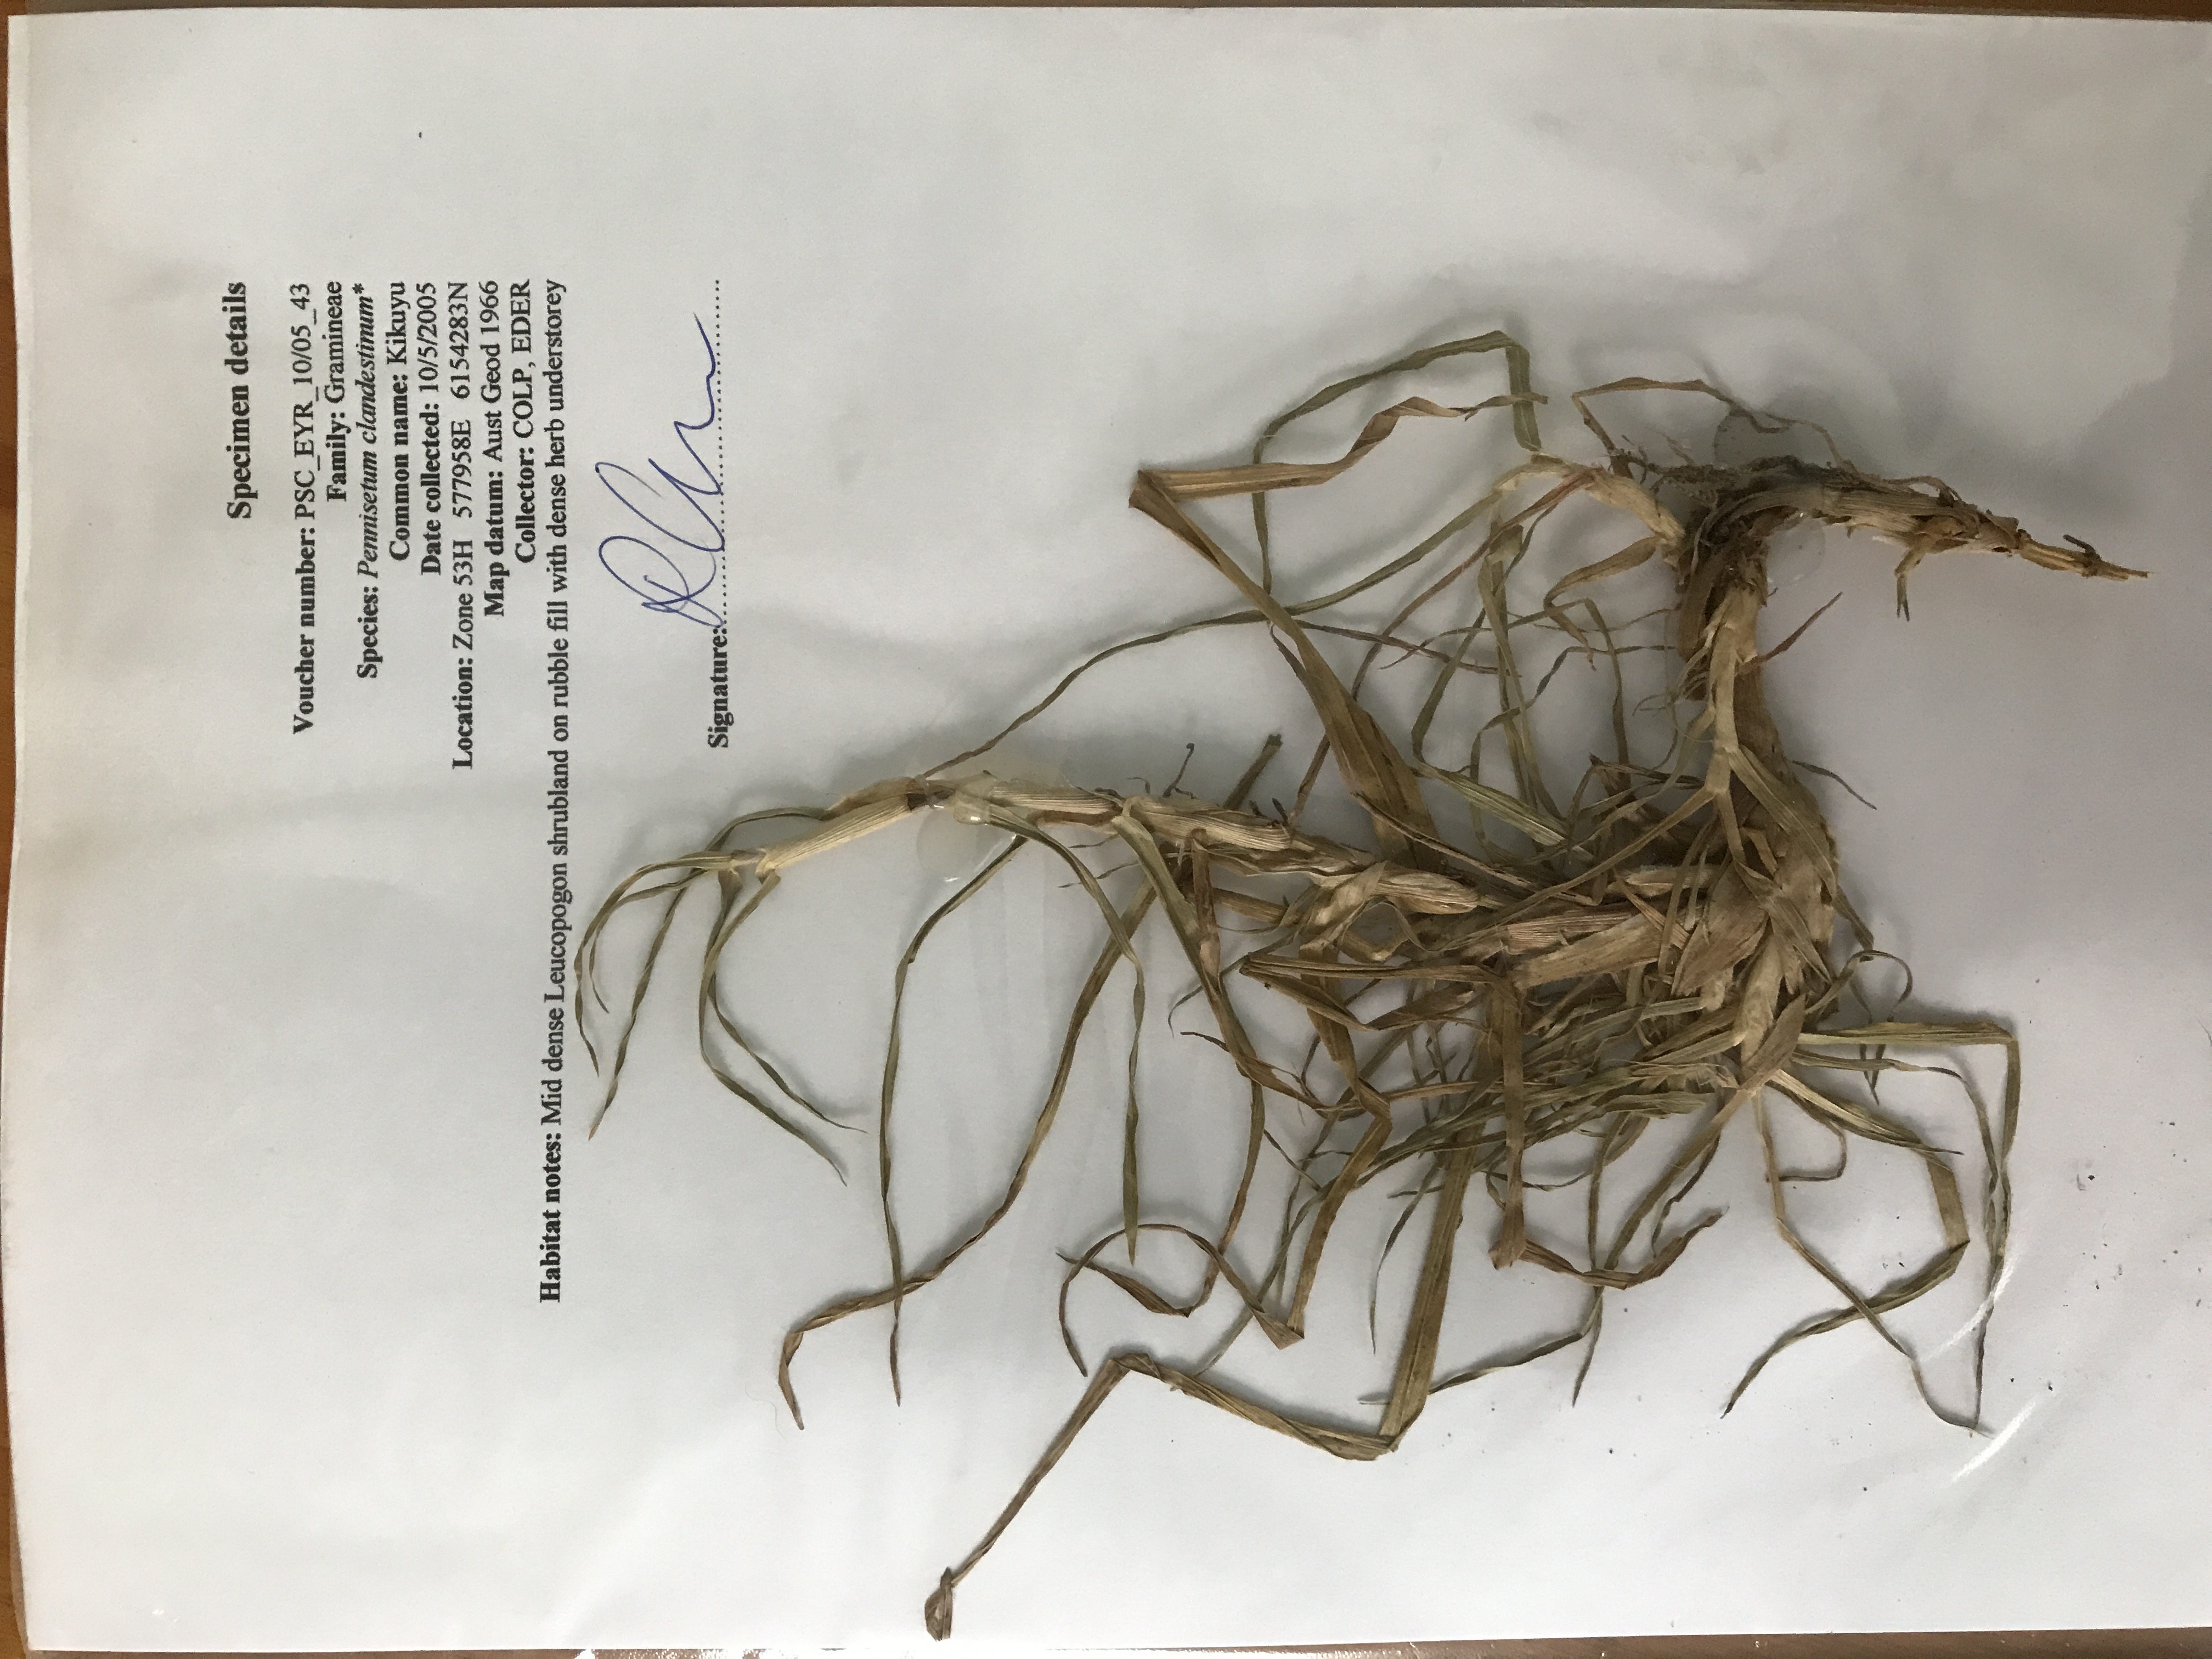 Specimen details
Voucher number: PSC_EYR_10/05_43
Family: Gramineae
Species: Pennisetum clandestinum*
Common name: Kikuyu
Date collected: 10/5/2005
Location: Zone 53H 577958E 6154283N
Map datum: Aust Geod 1966
Collector: COLP, EDER
Habitat notes: Mid dense Leucopogon shrubland on rubble fill with dense herb understorey
Signature: